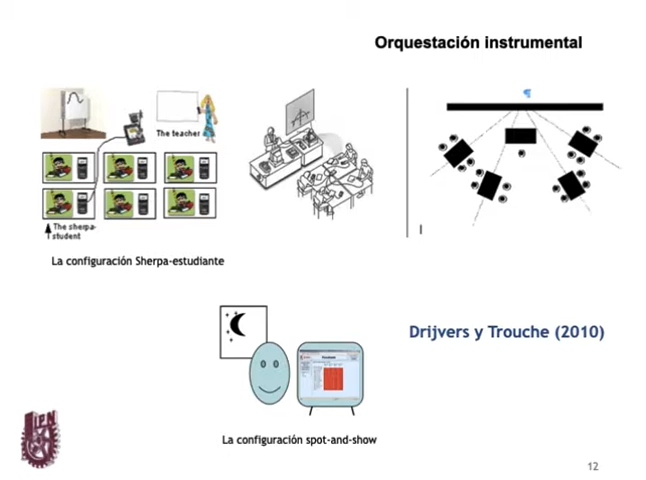 Orquestación instrumental
The teacher
The sherpa-
student
La configuración Sherpa-estudiante
Drijvers y Trouche (2010)
La configuración spot-and-show
IPN
12